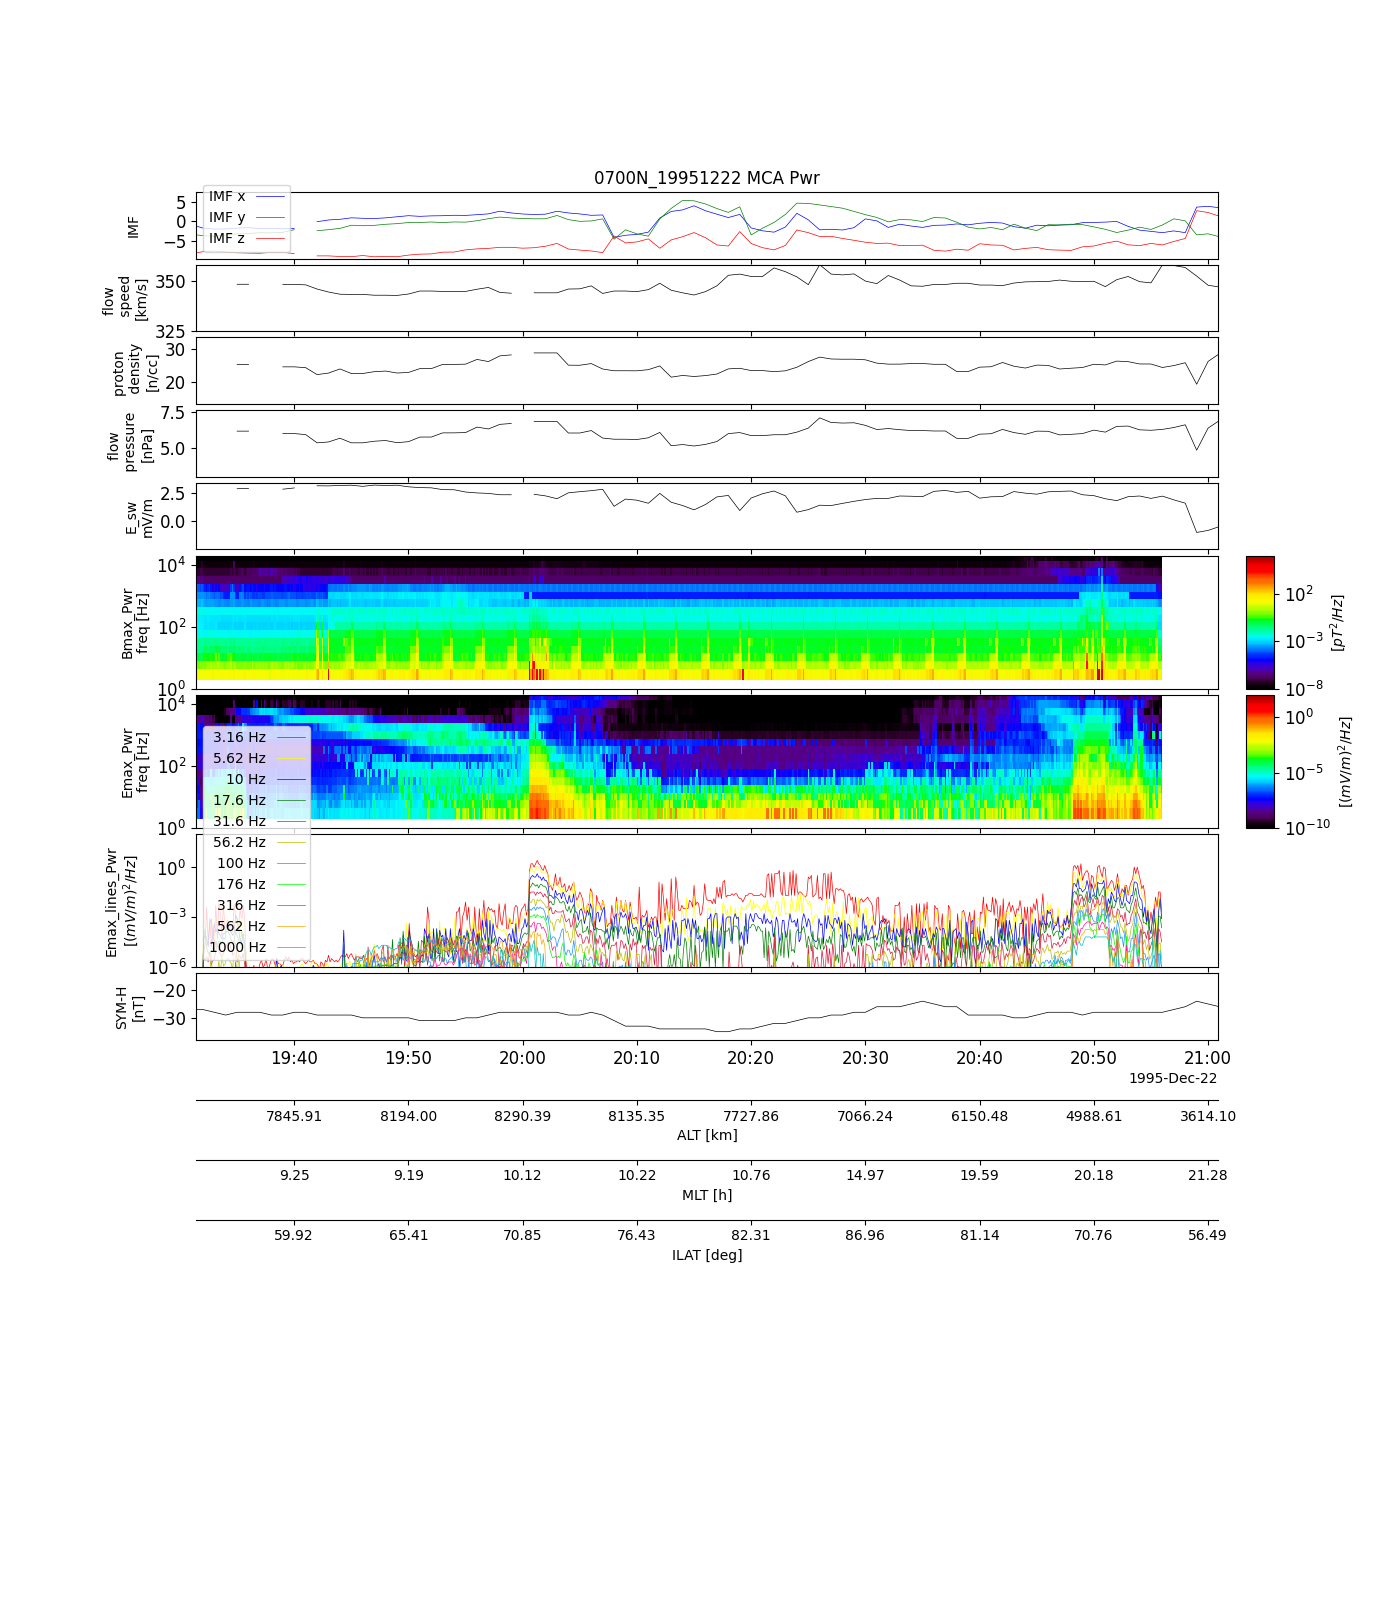 0700N_19951222 MCA Pwr
IMF x
IMF y
IMF z
5
0
−5
IMF
350
325
flow
speed
[km/s]
30
20
proton
density
[n/cc]
7.5
5.0
flow
pressure
[nPa]
2.5
0.0
E_sw
mV/m
10^4
10^2
10^0
Bmax_Pwr
freq [Hz]
10^2
10^−3
10^−8
[pT^2/Hz]
10^4
10^2
10^0
Emax_Pwr
freq [Hz]
10^0
10^−5
10^−10
[(mV/m)^2/Hz]
3.16 Hz
5.62 Hz
10 Hz
17.6 Hz
31.6 Hz
56.2 Hz
100 Hz
176 Hz
316 Hz
562 Hz
1000 Hz
10^0
10^−3
10^−6
Emax_lines_Pwr
[(mV/m)^2/Hz]
−20
−30
SYM-H
[nT]
19:40 19:50 20:00 20:10 20:20 20:30 20:40 20:50 21:00
1995-Dec-22
7845.91 8194.00 8290.39 8135.35 7727.86 7066.24 6150.48 4988.61 3614.10
ALT [km]
9.25 9.19 10.12 10.22 10.76 14.97 19.59 20.18 21.28
MLT [h]
59.92 65.41 70.85 76.43 82.31 86.96 81.14 70.76 56.49
ILAT [deg]